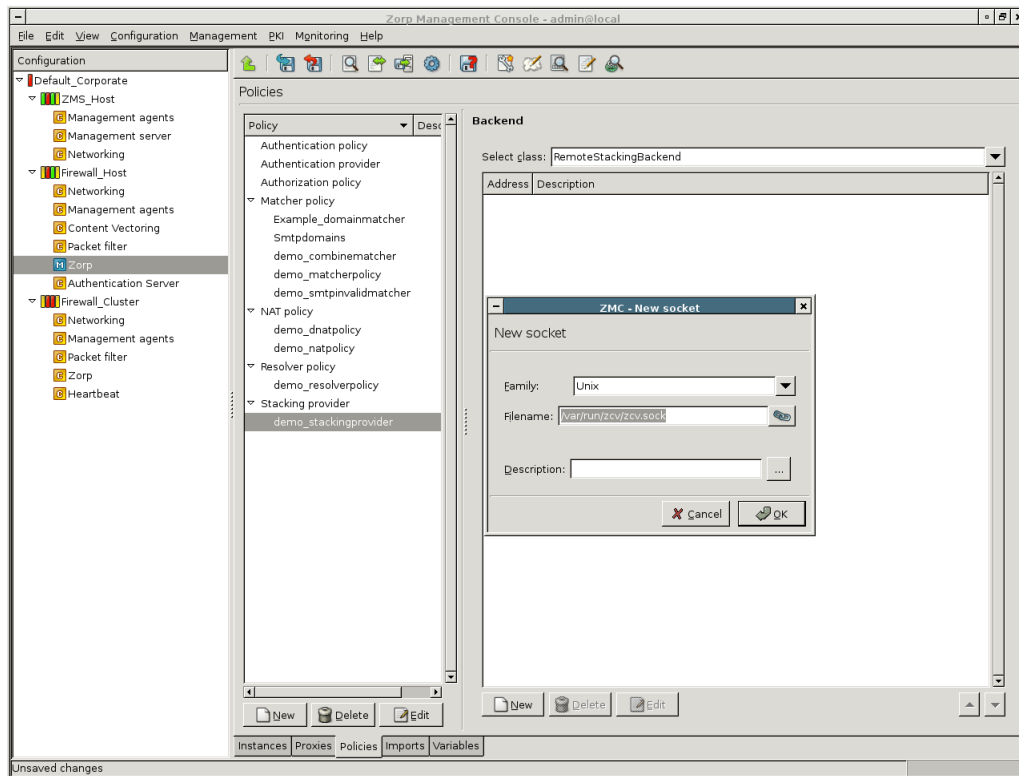 Zorp Management Console - admin@local
File Edit View Configuration Management PKI Monitoring Help
Configuration
Default_Corporate
ZMS_Host
Management agents
Management server
Networking
Firewall_Host
Networking
Management agents
Content Vectoring
Packet filter
Zorp
Authentication Server
Firewall_Cluster
Networking
Management agents
Packet filter
Zorp
Heartbeat
Policies
Policy Desc
Authentication policy
Authentication provider
Authorization policy
Matcher policy
Example_domainmatcher
Smtpdomains
demo_combinematcher
demo_matcherpolicy
demo_smtpinvalidmatcher
NAT policy
demo_dnatpolicy
demo_natpolicy
Resolver policy
demo_resolverpolicy
Stacking provider
demo_stackingprovider
New Delete Edit
Backend
Select class: RemoteStackingBackend
Address Description
ZMC - New socket
New socket
Family: Unix
Filename: /var/run/zcv/zcv.sock
Description: ...
Cancel OK
New Delete Edit
Instances Proxies Policies Imports Variables
Unsaved changes